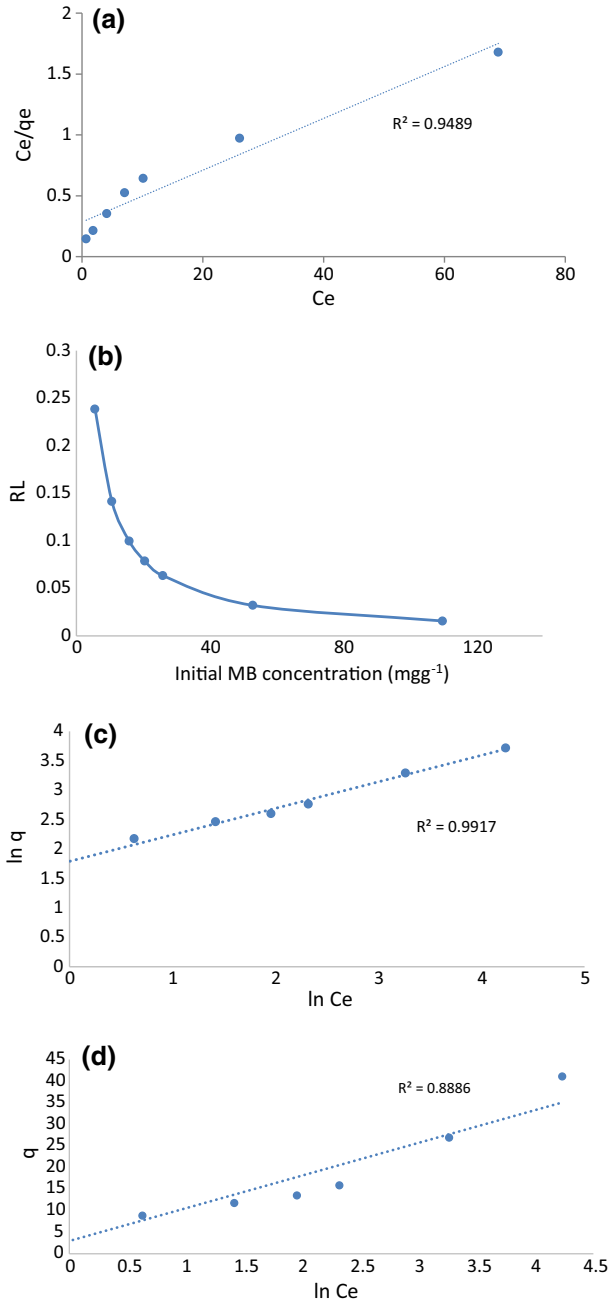 (a)
2
1.5
1
0.5
0
Ce/qe
R² = 0.9489
0 20 40 60 80
Ce
(b)
0.3
0.25
0.2
0.15
0.1
0.05
0
RL
0 40 80 120
Initial MB concentration (mgg⁻¹)
(c)
4
3.5
3
2.5
2
1.5
1
0.5
0
ln q
R² = 0.9917
0 1 2 3 4 5
ln Ce
(d)
45
40
35
30
25
20
15
10
5
0
q
R² = 0.8886
0 0.5 1 1.5 2 2.5 3 3.5 4 4.5
ln Ce